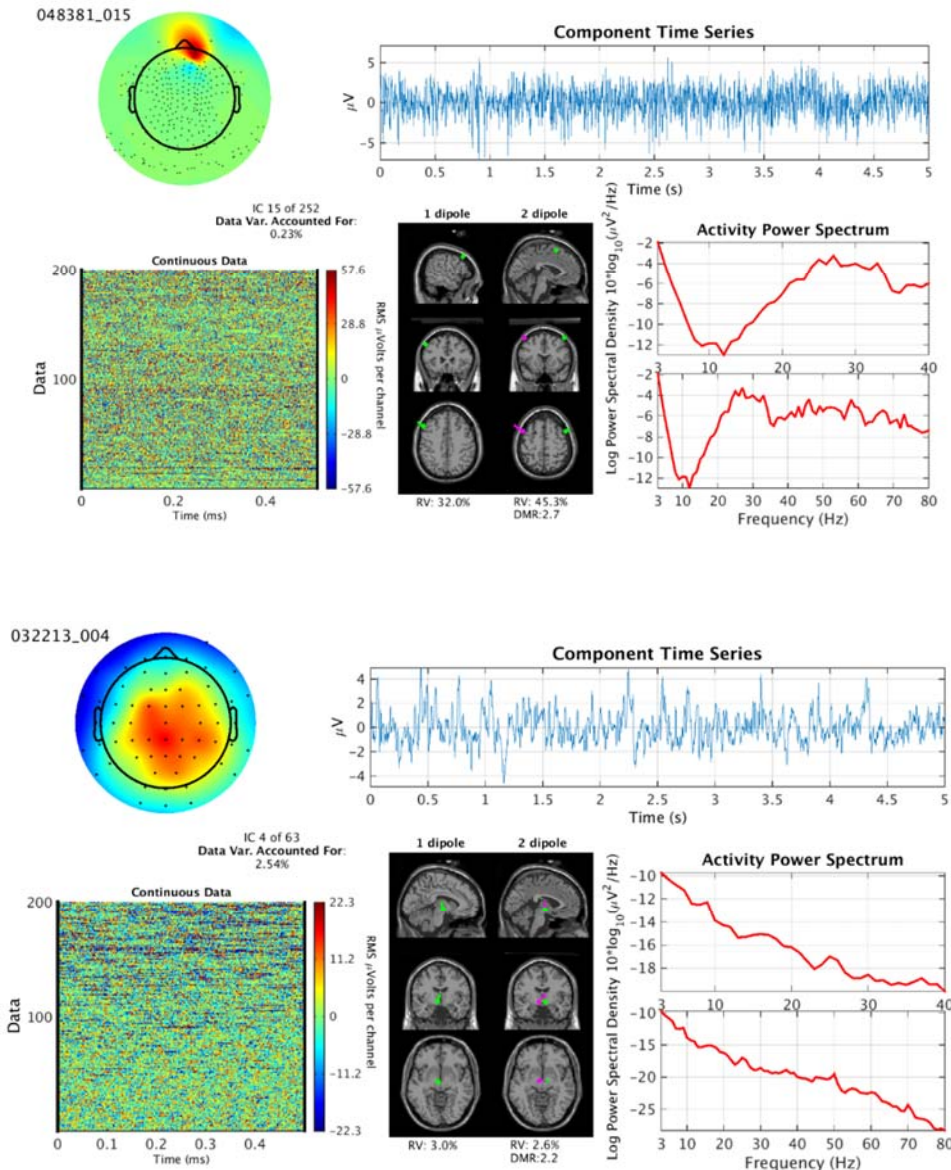 048381_015
Component Time Series
μV
5
0
-5
0 0.5 1 1.5 2 2.5 3 3.5 4 4.5 5
Time (s)
IC 15 of 252
Data Var. Accounted For:
0.23%
Continuous Data
Data
200
100
0 0.2 0.4
Time (ms)
57.6
28.8
0
-28.8
-57.6
RMS μVolts per channel
1 dipole 2 dipole
RV: 32.0% RV: 45.3%
DMR:2.7
Activity Power Spectrum
Log Power Spectral Density 10*log10(μV2/Hz)
-2
-4
-6
-8
-10
-12
3 10 20 30 40
-2
-4
-6
-8
-10
-12
3 10 20 30 40 50 60 70 80
Frequency (Hz)
032213_004
Component Time Series
μV
4
2
0
-2
-4
0 0.5 1 1.5 2 2.5 3 3.5 4 4.5 5
Time (s)
IC 4 of 63
Data Var. Accounted For:
2.54%
Continuous Data
Data
200
100
0 0.2 0.4
Time (ms)
22.3
11.2
0
-11.2
-22.3
RMS μVolts per channel
1 dipole 2 dipole
RV: 3.0% RV: 2.6%
DMR:2.2
Activity Power Spectrum
Log Power Spectral Density 10*log10(μV2/Hz)
-10
-12
-14
-16
-18
3 10 20 30 40
-10
-15
-20
-25
3 10 20 30 40 50 60 70 80
Frequency (Hz)